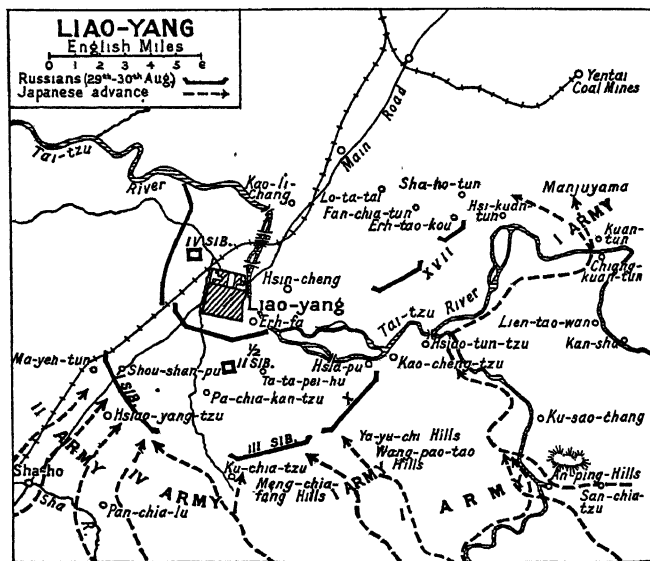 LIAO-YANG
English Miles
0 1 2 3 4 5 6
Russians (29th-30th Aug.)
Japanese advance
Yentai
Coal Mines
Main Road
Tai-tzu
River
Kao-li-
Chang
Sha-ho-tun
Lo-ta-tai
Fan-chia-tun
Erh-tao-kou
Hsi-kuan-
tun
Manjuyama
I ARMY
Kuan-
tun
Chiang-
kuan-tun
IV SIB.
XVII
Hsin-cheng
Liao-yang
Erh-fa
Tai-tzu
River
Lien-tao-wan
Kan-shu
Hsiao-tun-tzu
Kao-cheng-tzu
Hsia-pu
½
II SIB.
Ya-ta-pei-hu
Ma-yeh-tun
Shou-shan-pu
I SIB.
Pa-chia-kan-tzu
X
Hsiao-yang-tzu
Ku-sao-chang
III SIB.
Ya-yu-chi Hills
Wang-pao-tao
Hills
II ARMY
IV ARMY
Ku-chia-tzu
Meng-chia-
fang Hills
I ARMY
I ARMY
An-ping-Hills
San-chia-
tzu
Sha-ho
Sha R.
Pan-chia-lu